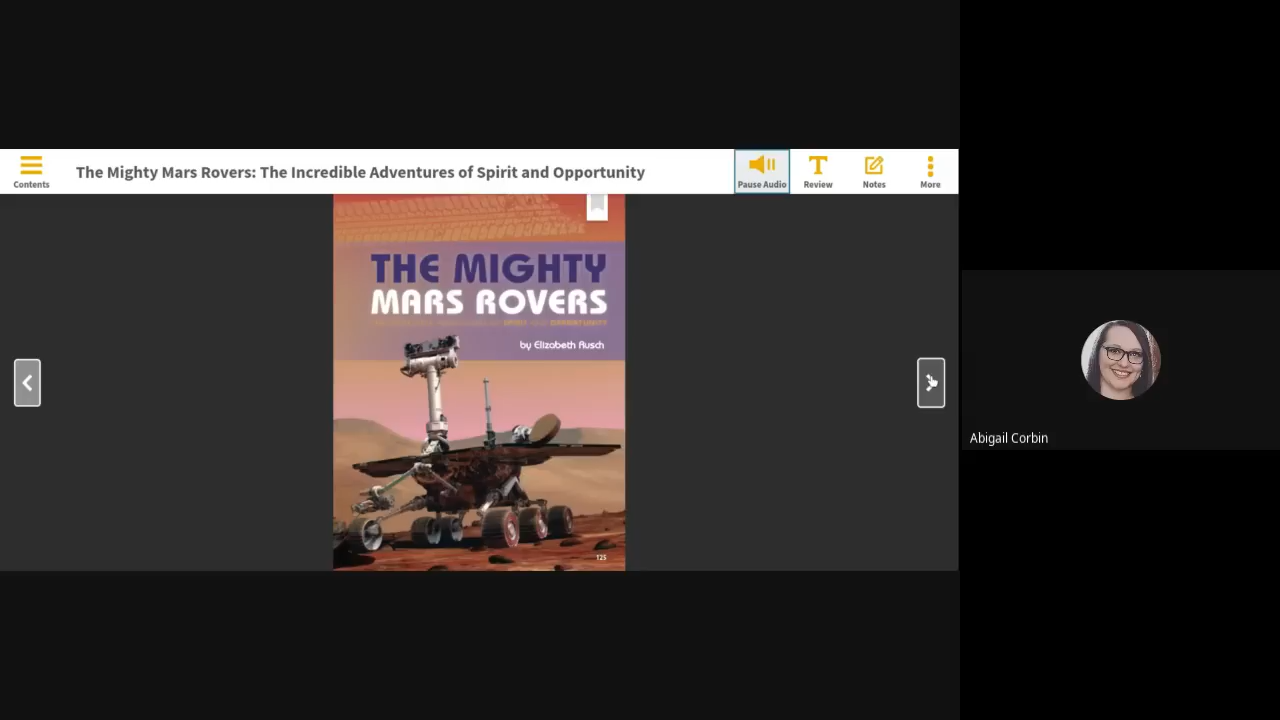 Contents
The Mighty Mars Rovers: The Incredible Adventures of Spirit and Opportunity
Pause Audio
Review
Notes
More
THE MIGHTY
MARS ROVERS
by Elizabeth Rusch
125
Abigail Corbin